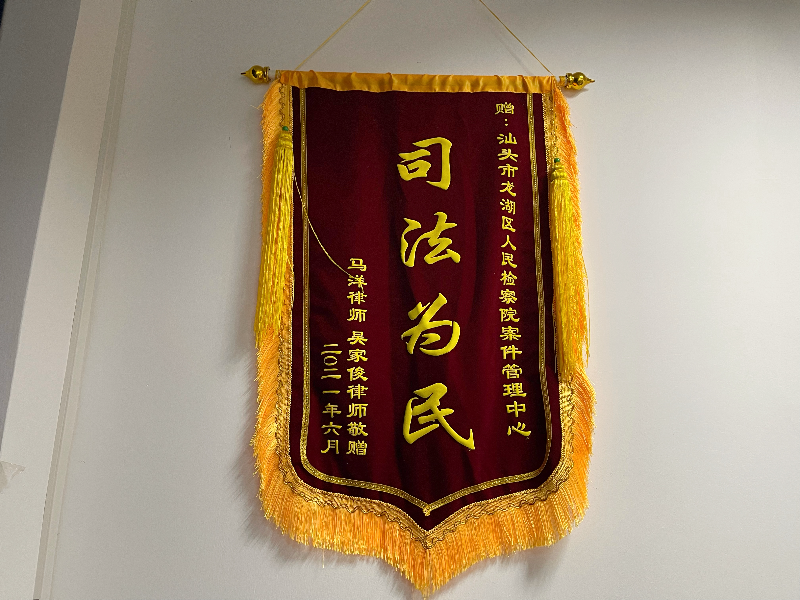 赠：汕头市龙湖区人民检察院案件管理中心
司法为民
马洋律师 吴家俊律师敬赠
二〇二一年六月